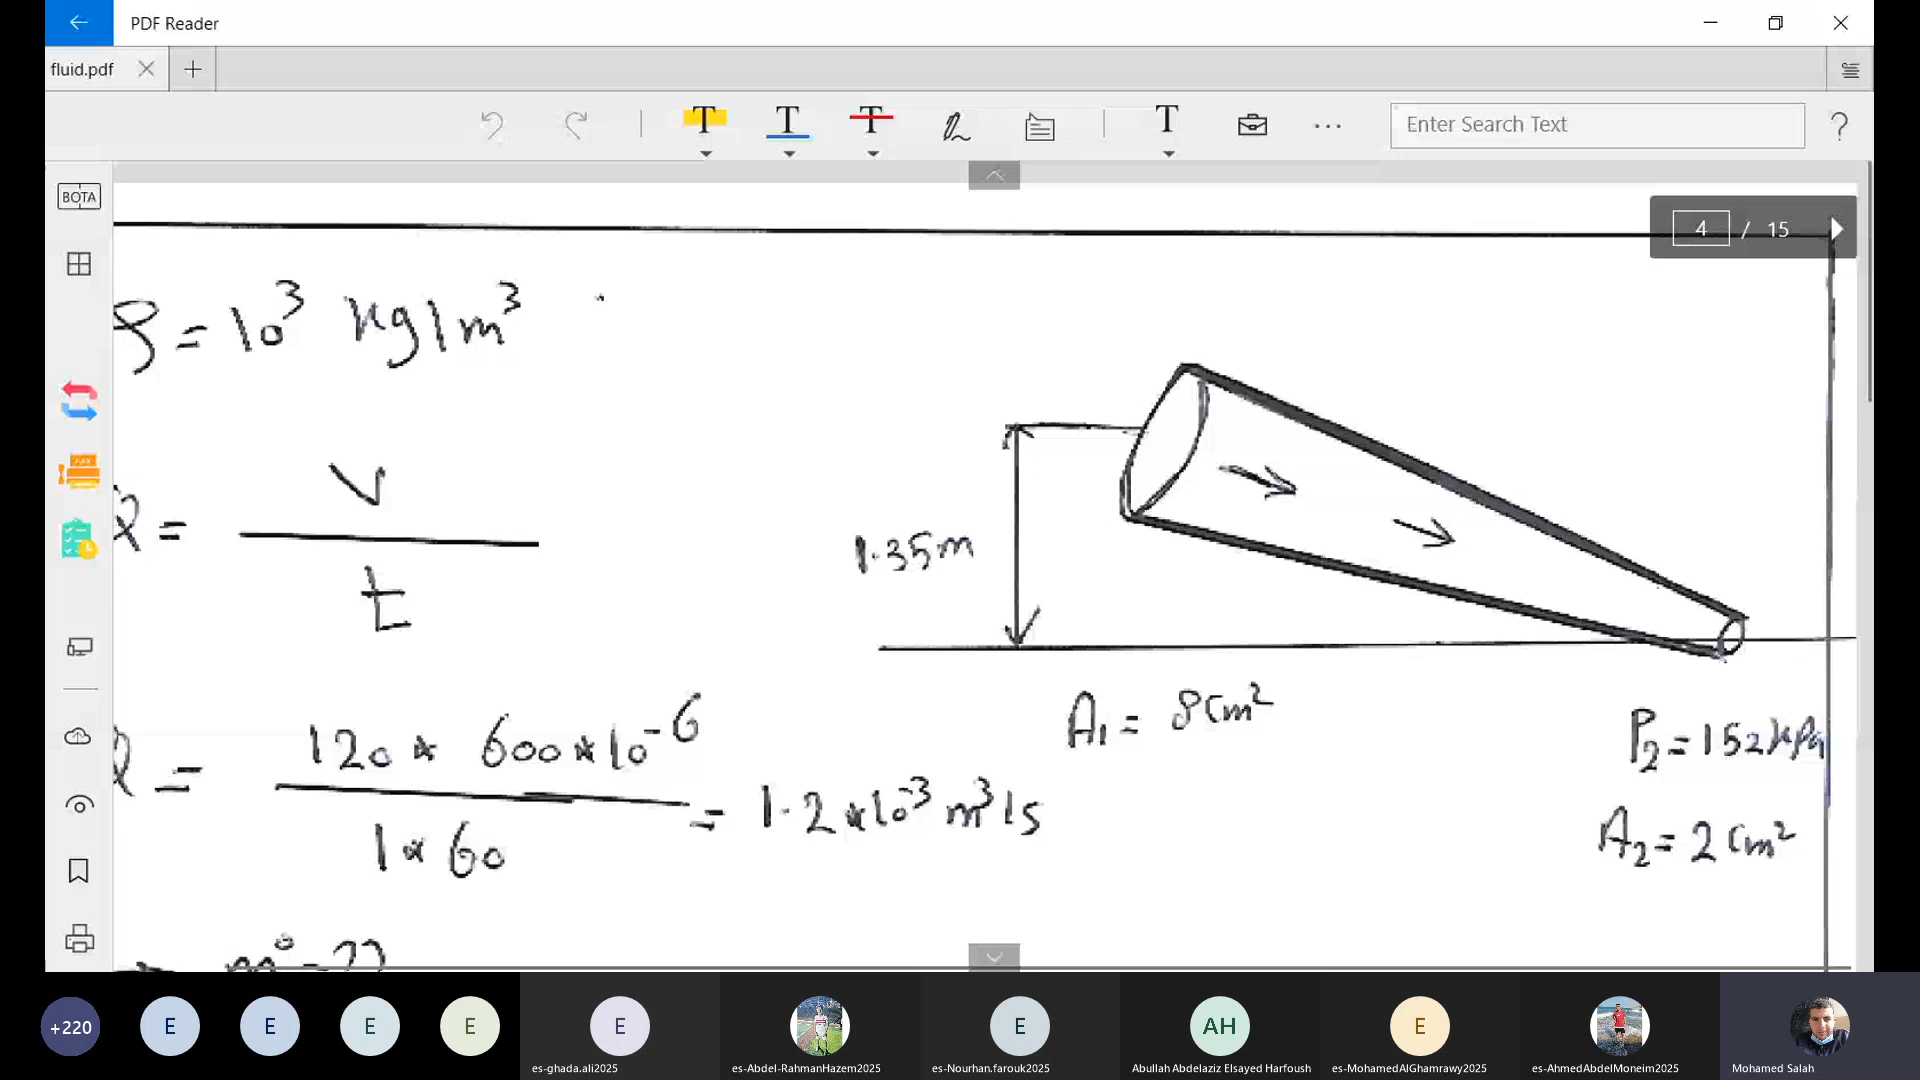 PDF Reader
fluid.pdf
T T T T ... Enter Search Text ?
BOTA
4 / 15
ρ = 10³ kg/m³
Q = V / t
1.35m
Q = 120 * 600 * 10⁻⁶ / 1 * 60 = 1.2 * 10⁻³ m³/s
A₁ = 8 Cm²
P₂ = 152 kPa
A₂ = 2 Cm²
ṁ = ??
+220 E E E E E E AH E
es-ghada.ali2025 es-Abdel-RahmanHazem2025 es-Nourhan.farouk2025 Abullah Abdelaziz Elsayed Harfoush es-MohamedAlGhamrawy2025 es-AhmedAbdelMoneim2025 Mohamed Salah